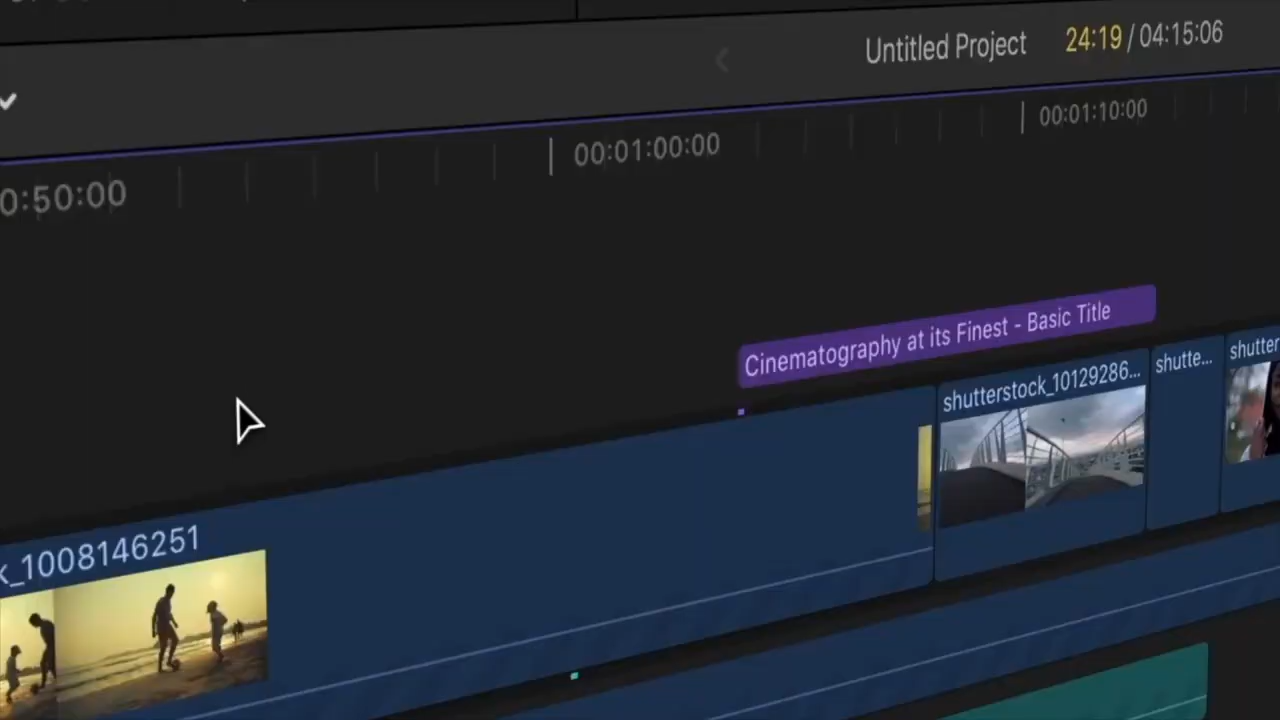 Untitled Project 24:19 / 04:15:06
0:50:00 00:01:00:00 00:01:10:00
Cinematography at its Finest - Basic Title
k_1008146251
shutterstock_10129286...
shutte...
shutter